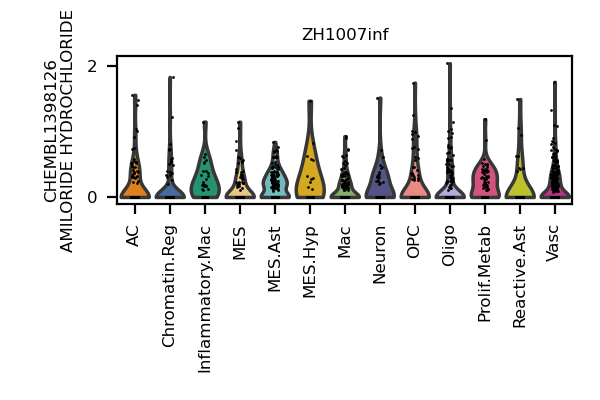 ZH1007inf
CHEMBL1398126
AMILORIDE HYDROCHLORIDE
2
0
AC
Chromatin.Reg
Inflammatory.Mac
MES
MES.Ast
MES.Hyp
Mac
Neuron
OPC
Oligo
Prolif.Metab
Reactive.Ast
Vasc